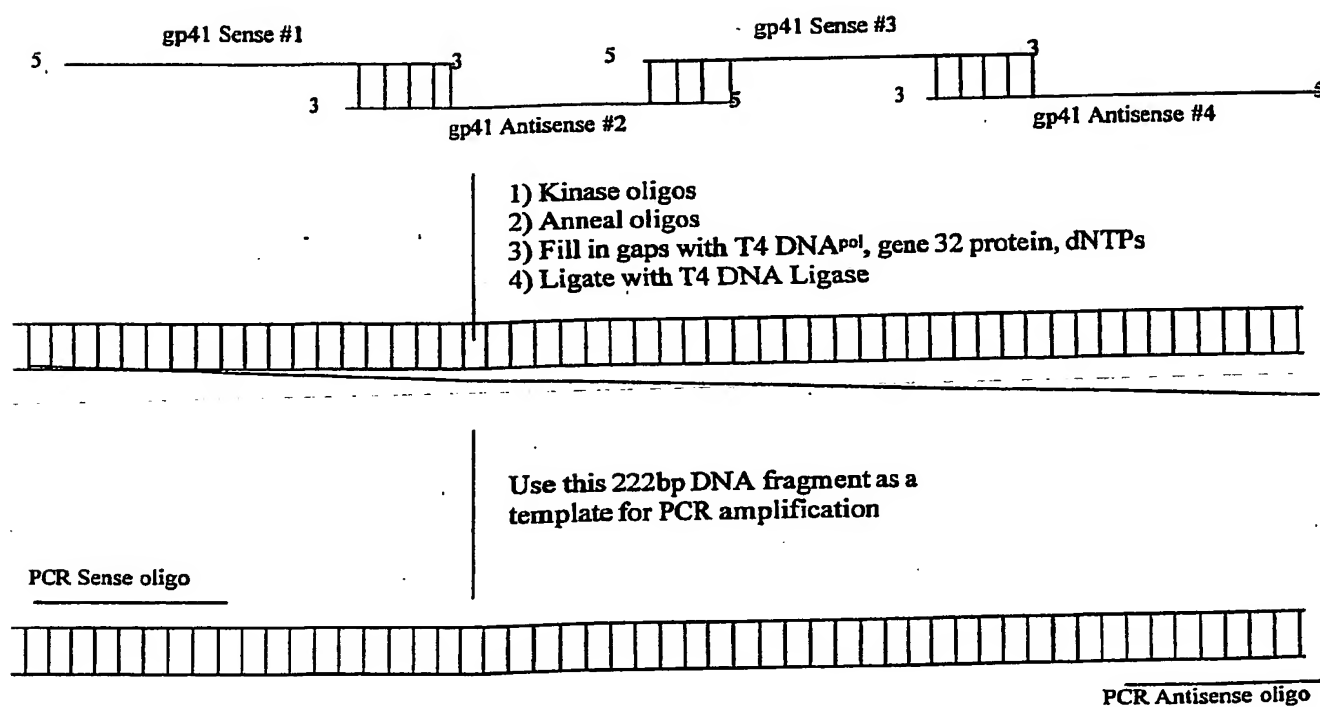 gp41 Sense #1
gp41 Sense #3
5
3
5
3
3
5
3
5
gp41 Antisense #2
gp41 Antisense #4
1) Kinase oligos
2) Anneal oligos
3) Fill in gaps with T4 DNApol, gene 32 protein, dNTPs
4) Ligate with T4 DNA Ligase
Use this 222bp DNA fragment as a
template for PCR amplification
PCR Sense oligo
PCR Antisense oligo